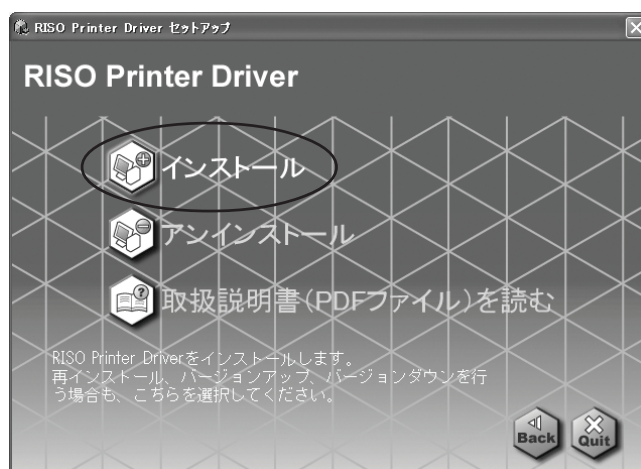 RISO Printer Driver セットアップ
RISO Printer Driver
インストール
アンインストール
取扱説明書(PDFファイル)を読む
RISO Printer Driverをインストールします。
再インストール、バージョンアップ、バージョンダウンを行
う場合も、こちらを選択してください。
Back
Quit